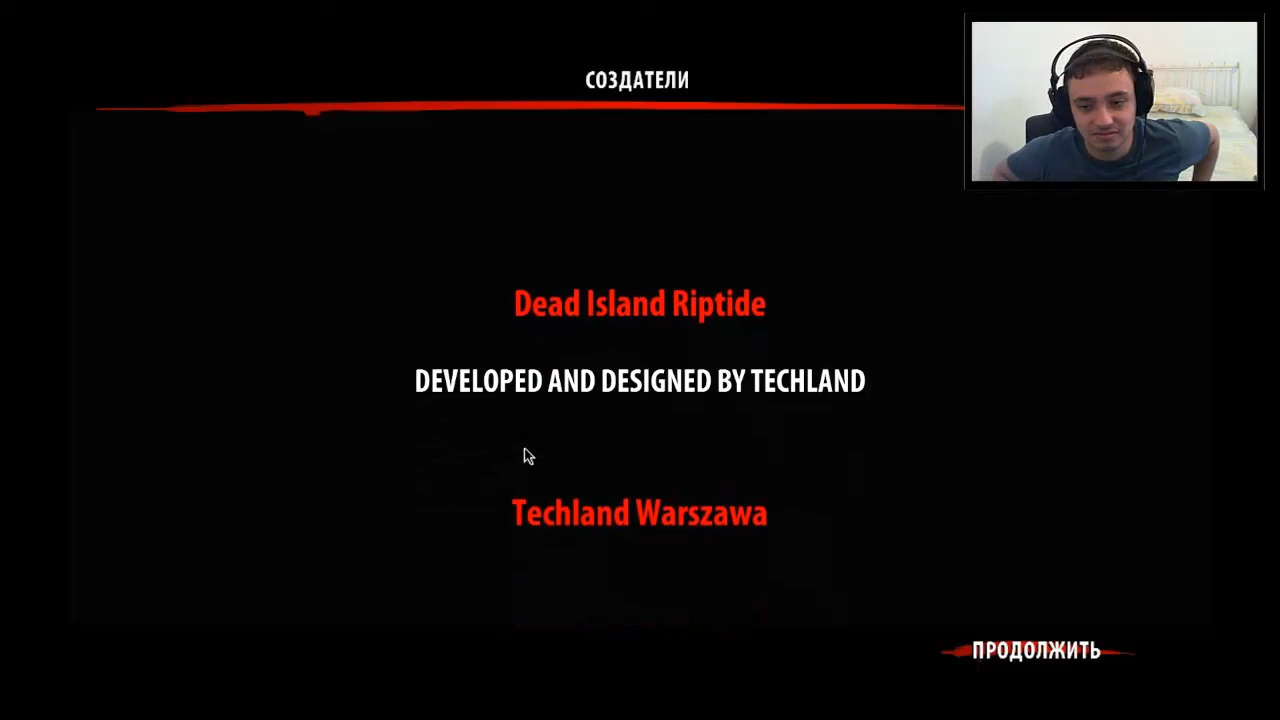 СОЗДАТЕЛИ
Dead Island Riptide
DEVELOPED AND DESIGNED BY TECHLAND
Techland Warszawa
ПРОДОЛЖИТЬ